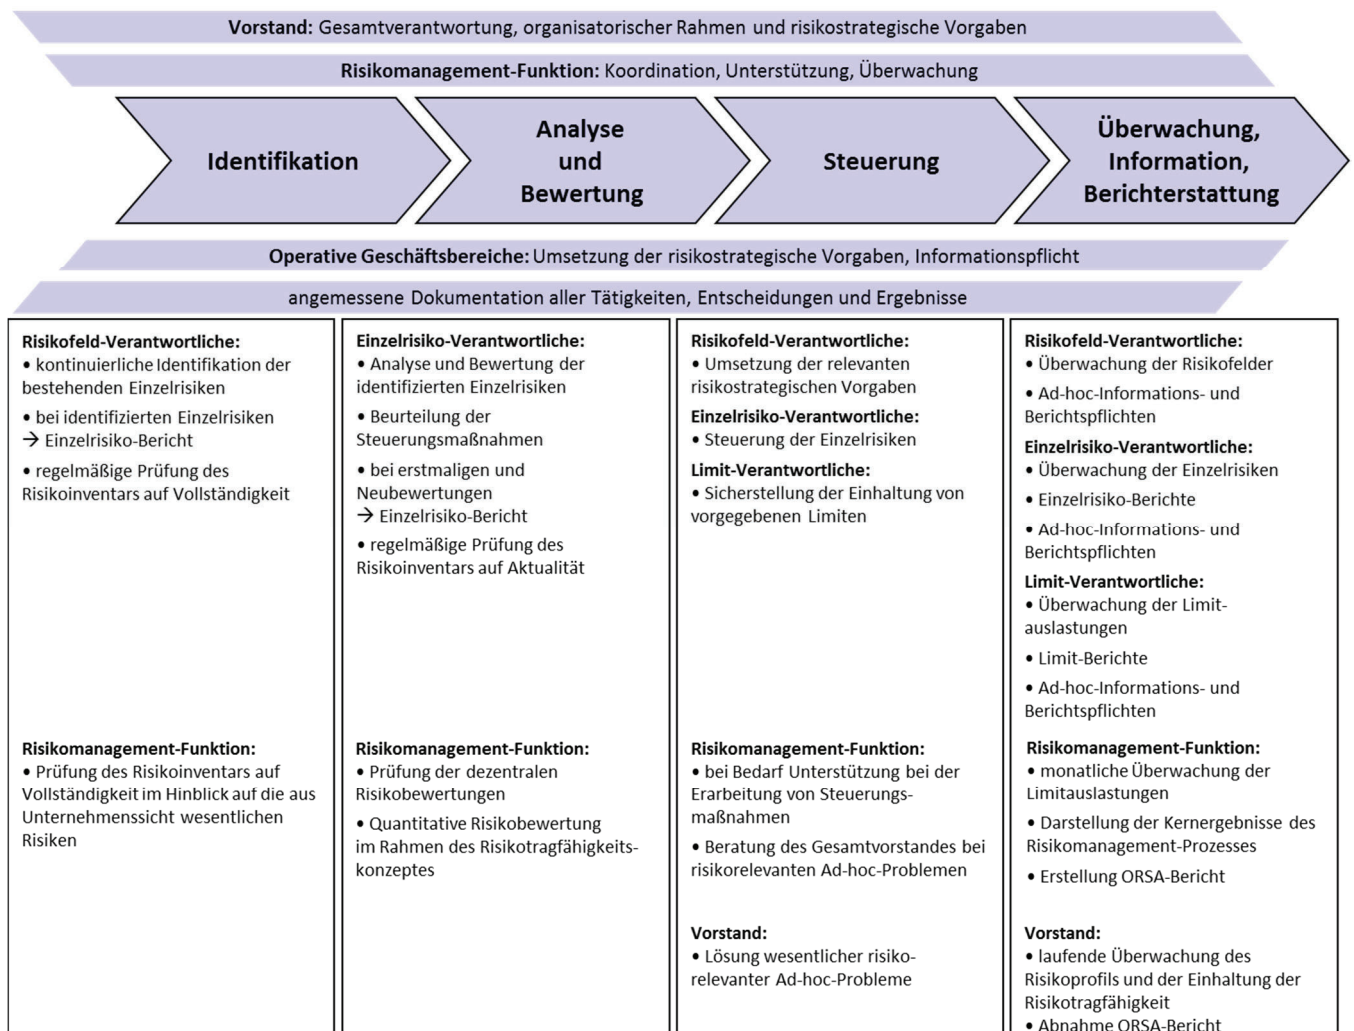 Vorstand: Gesamtverantwortung, organisatorischer Rahmen und risikostrategische Vorgaben
Risikomanagement-Funktion: Koordination, Unterstützung, Überwachung
Identifikation
Analyse
und
Bewertung
Steuerung
Überwachung,
Information,
Berichterstattung
Operative Geschäftsbereiche: Umsetzung der risikostrategische Vorgaben, Informationspflicht
angemessene Dokumentation aller Tätigkeiten, Entscheidungen und Ergebnisse
Risikofeld-Verantwortliche:
• kontinuierliche Identifikation der
bestehenden Einzelrisiken
• bei identifizierten Einzelrisiken
→ Einzelrisiko-Bericht
• regelmäßige Prüfung des
Risikoinventars auf Vollständigkeit
Risikomanagement-Funktion:
• Prüfung des Risikoinventars auf
Vollständigkeit im Hinblick auf die aus
Unternehmenssicht wesentlichen
Risiken
Einzelrisiko-Verantwortliche:
• Analyse und Bewertung der
identifizierten Einzelrisiken
• Beurteilung der
Steuerungsmaßnahmen
• bei erstmaligen und
Neubewertungen
→ Einzelrisiko-Bericht
• regelmäßige Prüfung des
Risikoinventars auf Aktualität
Risikomanagement-Funktion:
• Prüfung der dezentralen
Risikobewertungen
• Quantitative Risikobewertung
im Rahmen des Risikotragfähigkeits-
konzeptes
Risikofeld-Verantwortliche:
• Umsetzung der relevanten
risikostrategischen Vorgaben
Einzelrisiko-Verantwortliche:
• Steuerung der Einzelrisiken
Limit-Verantwortliche:
• Sicherstellung der Einhaltung von
vorgegebenen Limiten
Risikomanagement-Funktion:
• bei Bedarf Unterstützung bei der
Erarbeitung von Steuerungs-
maßnahmen
• Beratung des Gesamtvorstandes bei
risikorelevanten Ad-hoc-Problemen
Vorstand:
• Lösung wesentlicher risiko-
relevanter Ad-hoc-Probleme
Risikofeld-Verantwortliche:
• Überwachung der Risikofelder
• Ad-hoc-Informations- und
Berichtspflichten
Einzelrisiko-Verantwortliche:
• Überwachung der Einzelrisiken
• Einzelrisiko-Berichte
• Ad-hoc-Informations- und
Berichtspflichten
Limit-Verantwortliche:
• Überwachung der Limit-
auslastungen
• Limit-Berichte
• Ad-hoc-Informations- und
Berichtspflichten
Risikomanagement-Funktion:
• monatliche Überwachung der
Limitauslastungen
• Darstellung der Kernergebnisse des
Risikomanagement-Prozesses
• Erstellung ORSA-Bericht
Vorstand:
• laufende Überwachung des
Risikoprofils und der Einhaltung der
Risikotragfähigkeit
• Abnahme ORSA-Bericht